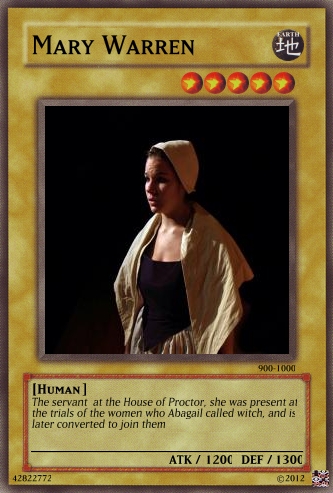 MARY WARREN
EARTH
地
900-1000
[HUMAN]
The servant at the House of Proctor, she was present at
the trials of the women who Abagail called witch, and is
later converted to join them
ATK / 1200 DEF / 1300
42822772
©2012